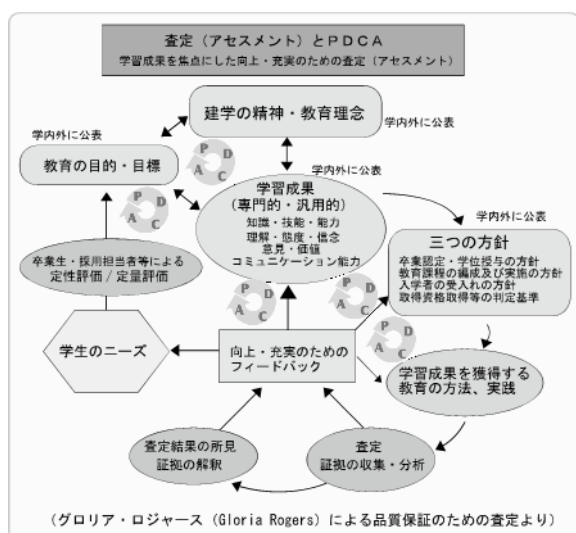 査定（アセスメント）とPDCA
学習成果を焦点にした向上・充実のための査定（アセスメント）
建学の精神・教育理念
学内外に公表
学内外に公表
教育の目的・目標
P
D
C
A
学内外に公表
学習成果
（専門的・汎用的）
知識・技能・能力
理解・態度・信念
意見・価値
コミュニケーション能力
P
D
C
A
学内外に公表
三つの方針
卒業認定・学位授与の方針
教育課程の編成及び実施の方針
入学者の受入れの方針
取得資格取得等の判定基準
卒業生・採用担当者等による
定性評価/定量評価
P
D
C
A
P
D
C
A
P
D
C
A
学生のニーズ
向上・充実のための
フィードバック
学習成果を獲得する
教育の方法、実践
査定結果の所見
証拠の解釈
査定
証拠の収集・分析
(グロリア・ロジャース（Gloria Rogers）による品質保証のための査定より)